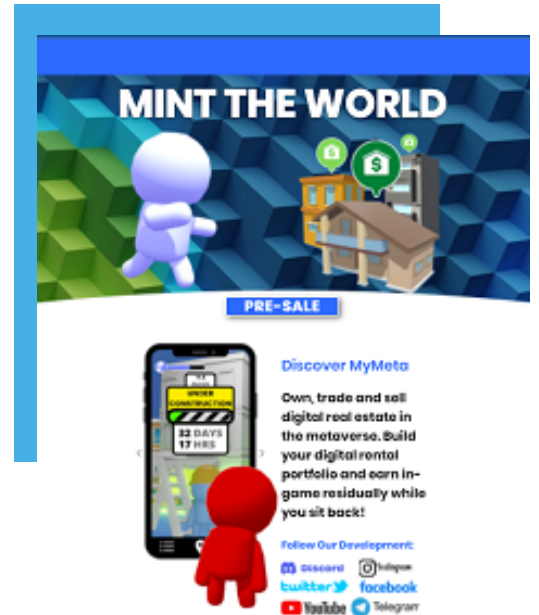 MINT THE WORLD
PRE-SALE
UNDER
CONSTRUCTION
32 DAYS
17 HRS
Discover MyMeta
Own, trade and sell
digital real estate in
the metaverse. Build
your digital rental
portfolio and earn in-
game residually while
you sit back!
Follow Our Development:
Discord Instagram
twitter facebook
YouTube Telegram